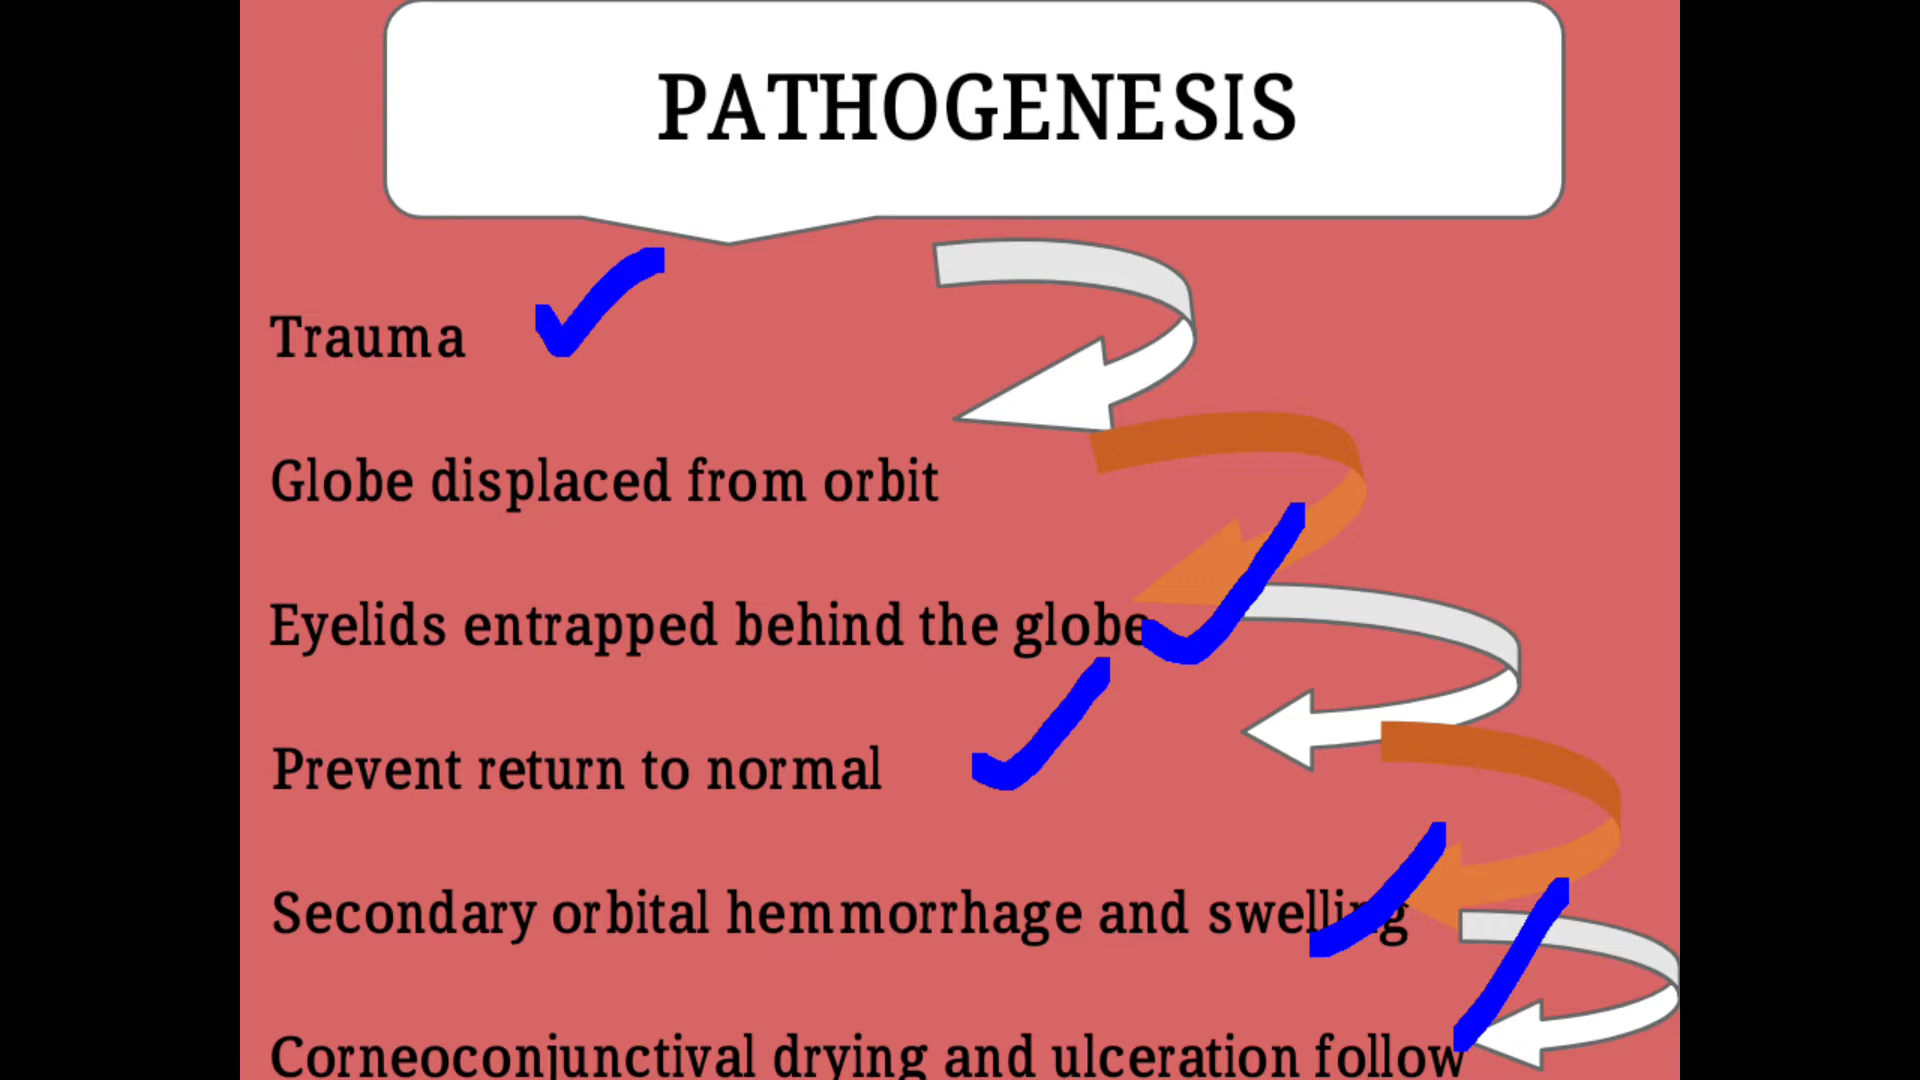 PATHOGENESIS
Trauma
Globe displaced from orbit
Eyelids entrapped behind the globe
Prevent return to normal
Secondary orbital hemmorrhage and swelling
Corneoconjunctival drying and ulceration follow